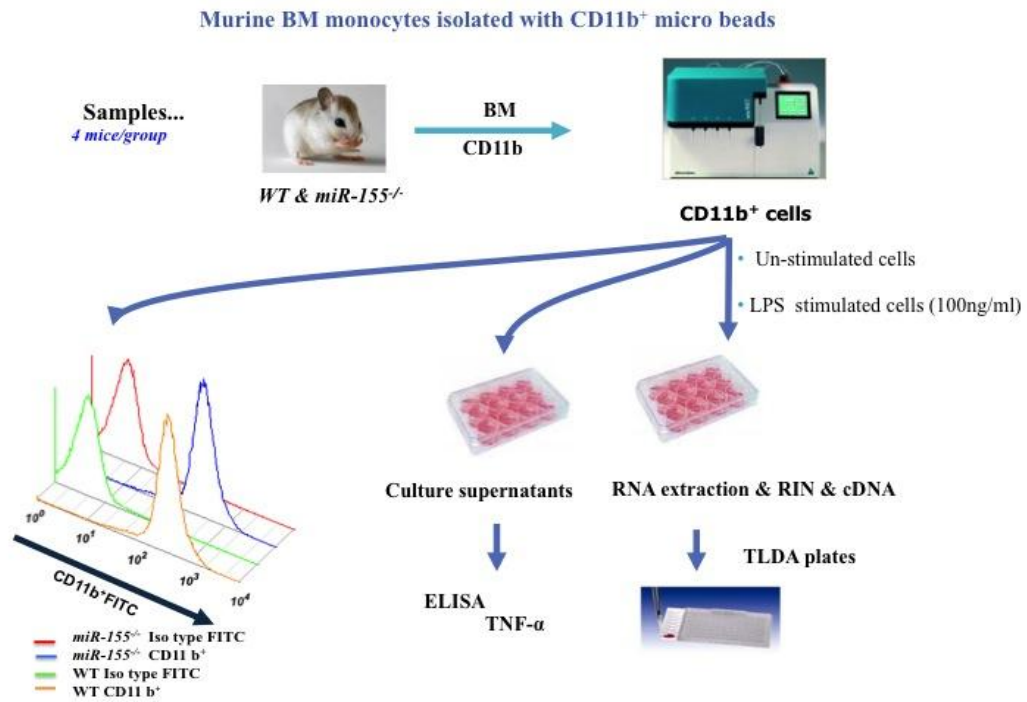 Murine BM monocytes isolated with CD11b⁺ micro beads
Samples...
4 mice/group
BM
CD11b
WT & miR-155⁻/⁻
CD11b⁺ cells
• Un-stimulated cells
• LPS stimulated cells (100ng/ml)
Culture supernatants
RNA extraction & RIN & cDNA
TLDA plates
ELISA
TNF-α
10⁰
10¹
10²
10³
10⁴
CD11b⁺FITC
miR-155⁻/⁻ Iso type FITC
miR-155⁻/⁻ CD11 b⁺
WT Iso type FITC
WT CD11 b⁺